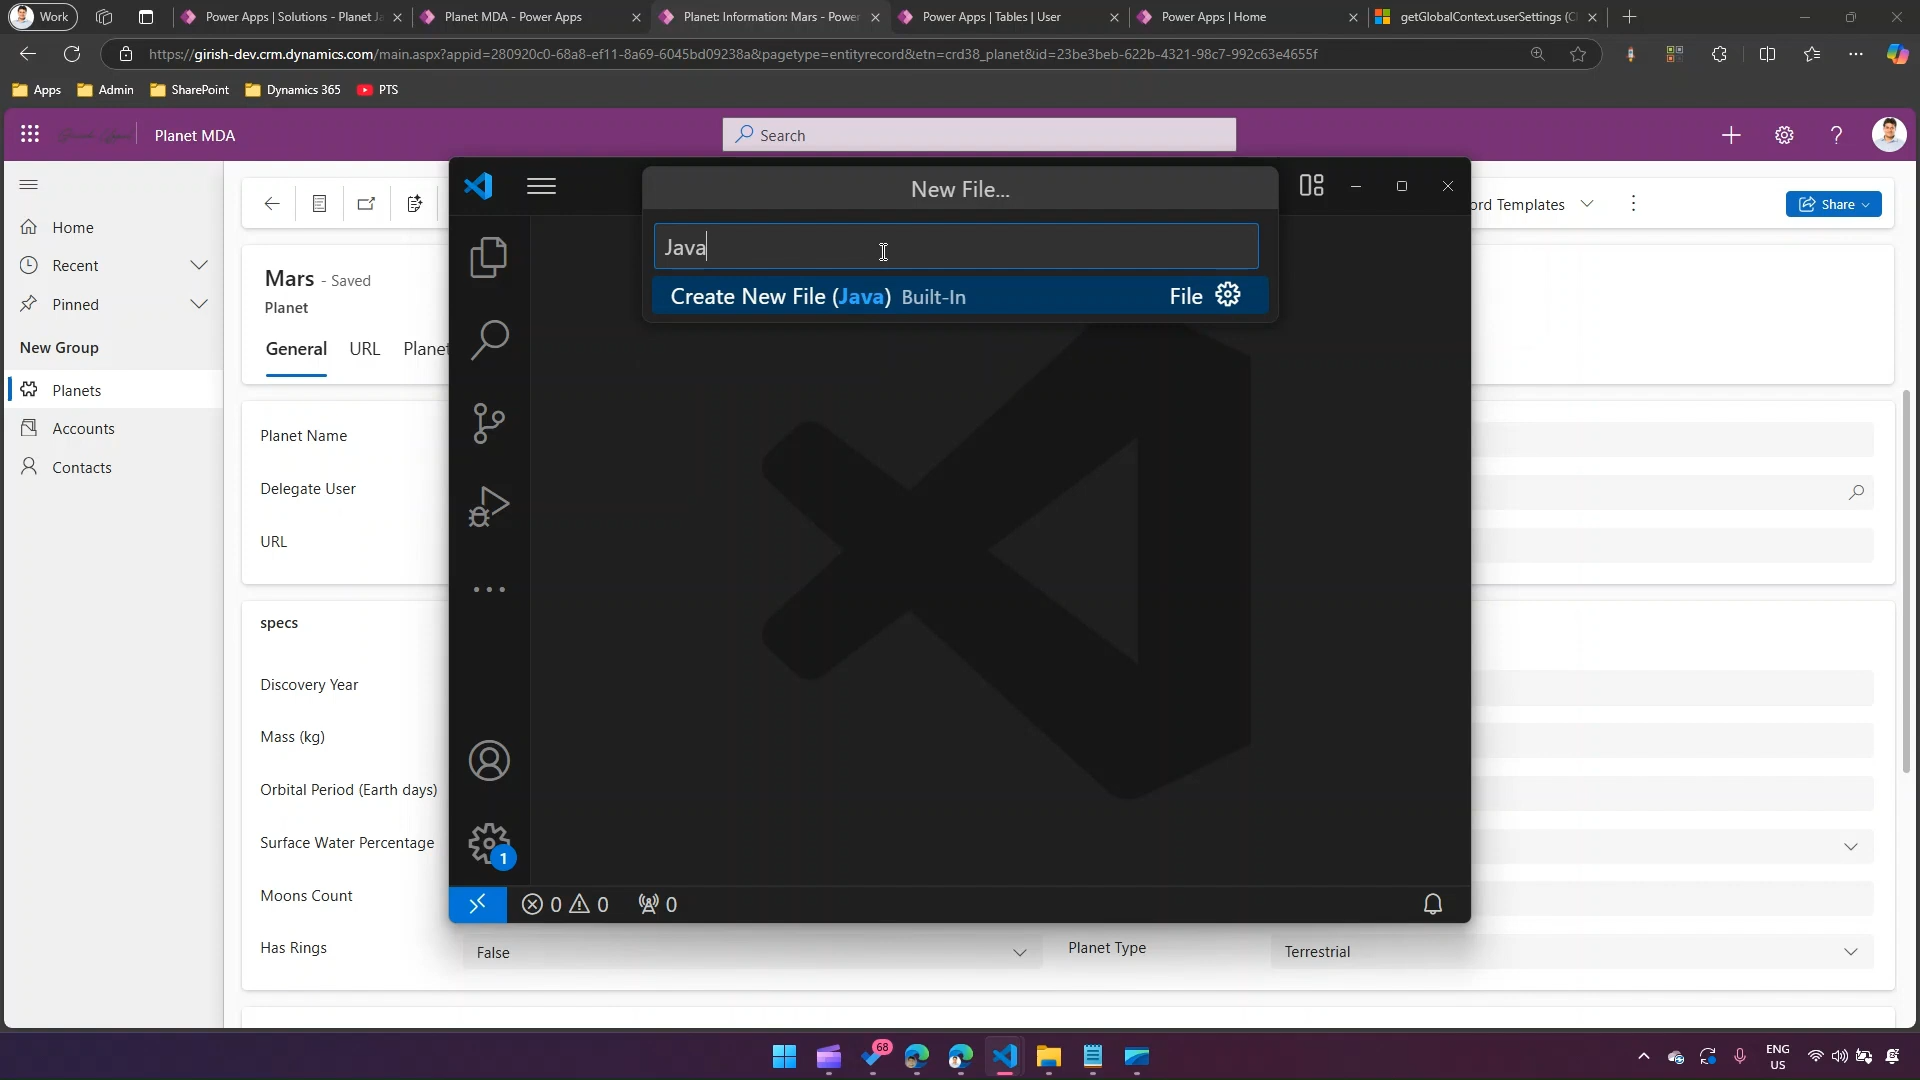 Work
Power Apps | Solutions - Planet Ja
Planet MDA - Power Apps
Planet: Information: Mars - Power
Power Apps | Tables | User
Power Apps | Home
getGlobalContext.userSettings (Cl
https://girish-dev.crm.dynamics.com/main.aspx?appid=280920c0-68a8-ef11-8a69-6045bd09238a&pagetype=entityrecord&etn=crd38_planet&id=23be3beb-622b-4321-98c7-992c63e4655f
Apps
Admin
SharePoint
Dynamics 365
PTS
Planet MDA
Search
New File...
ord Templates
Share
Home
Java
Recent
Mars - Saved
Create New File (Java) Built-In
File
Pinned
Planet
New Group
General
URL
Planet
Planets
Accounts
Planet Name
Contacts
Delegate User
URL
specs
Discovery Year
Mass (kg)
Orbital Period (Earth days)
Surface Water Percentage
1
Moons Count
0
0
0
Has Rings
False
Planet Type
Terrestrial
68
ENG
US